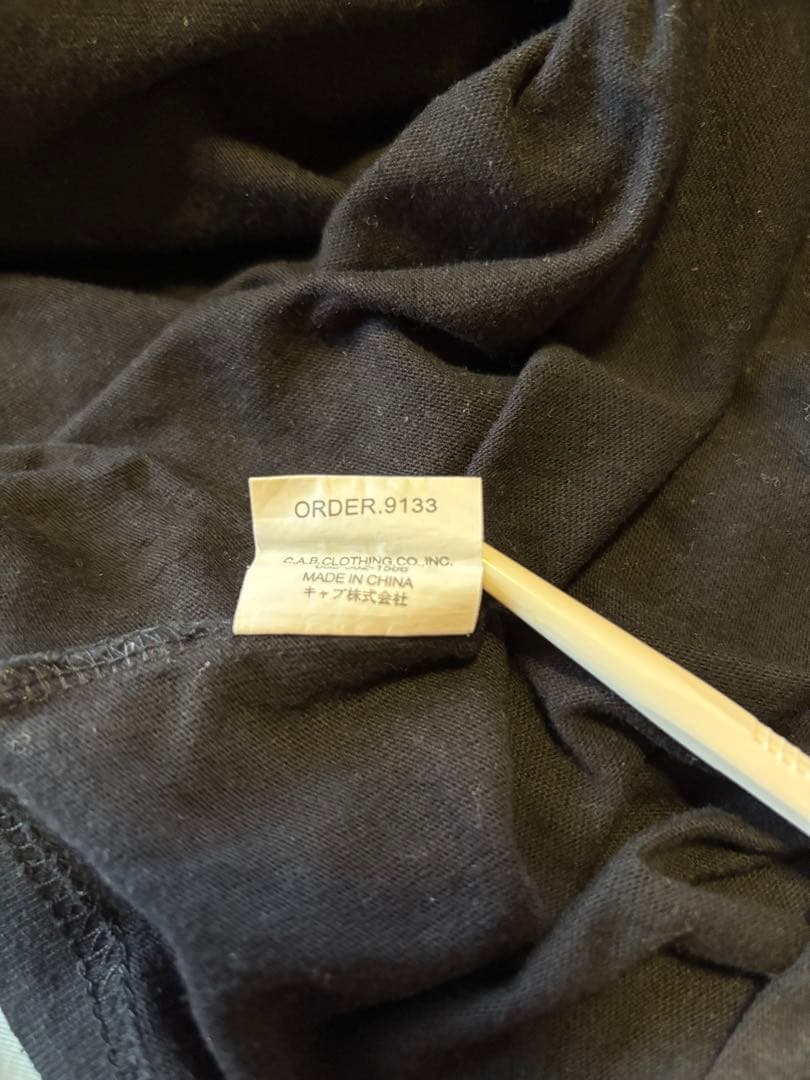 ORDER.9133
C.A.B.CLOTHING.CO.,INC.
MADE IN CHINA
キャブ株式会社